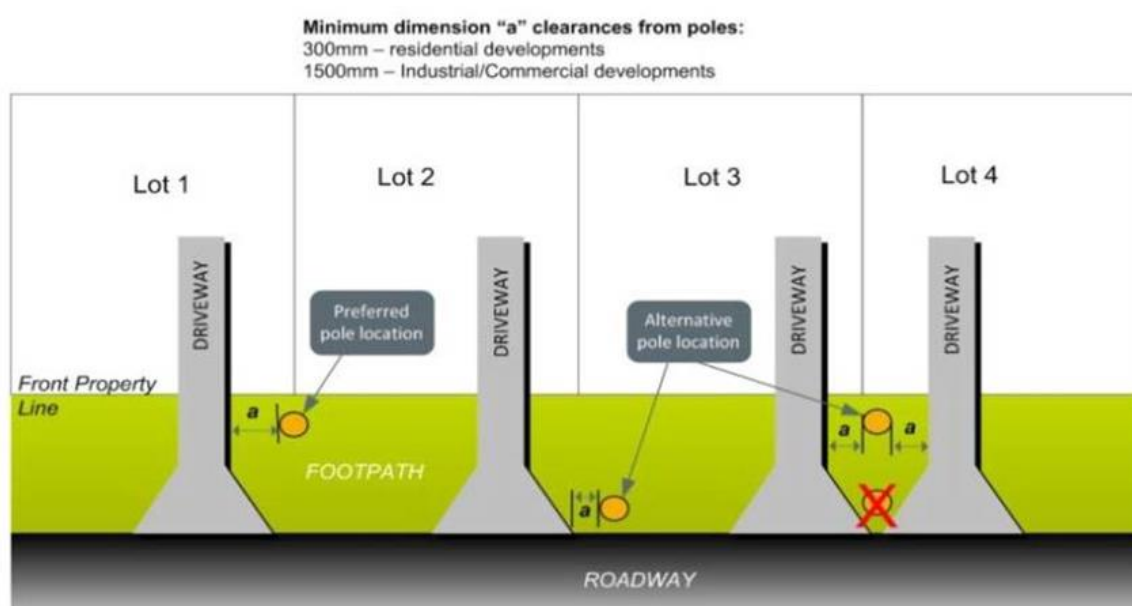 Minimum dimension “a” clearances from poles:
300mm – residential developments
1500mm – Industrial/Commercial developments
Lot 1
Lot 2
Lot 3
Lot 4
DRIVEWAY
DRIVEWAY
DRIVEWAY
DRIVEWAY
Preferred
pole location
Alternative
pole location
Front Property
Line
a
a
a
FOOTPATH
a
ROADWAY